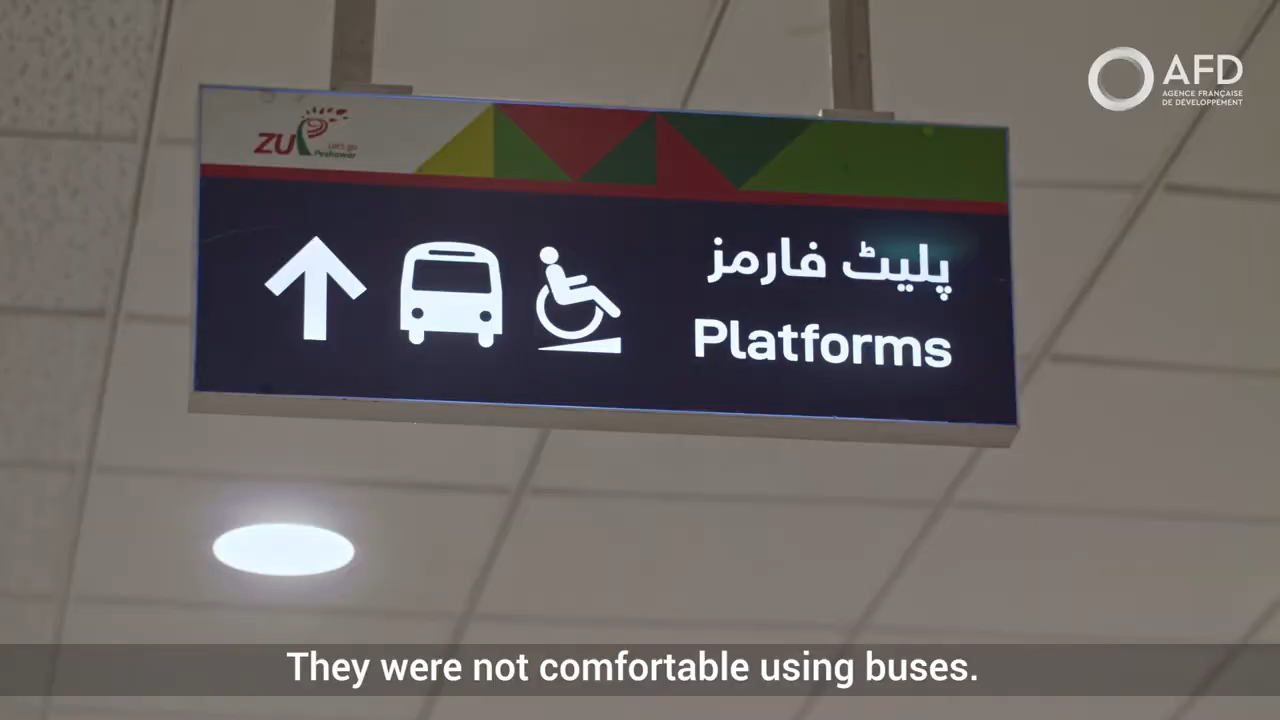 AFD
AGENCE FRANÇAISE
DE DÉVELOPPEMENT
ZU
Let's go
Peshawar
پلیٹ فارمز
Platforms
They were not comfortable using buses.